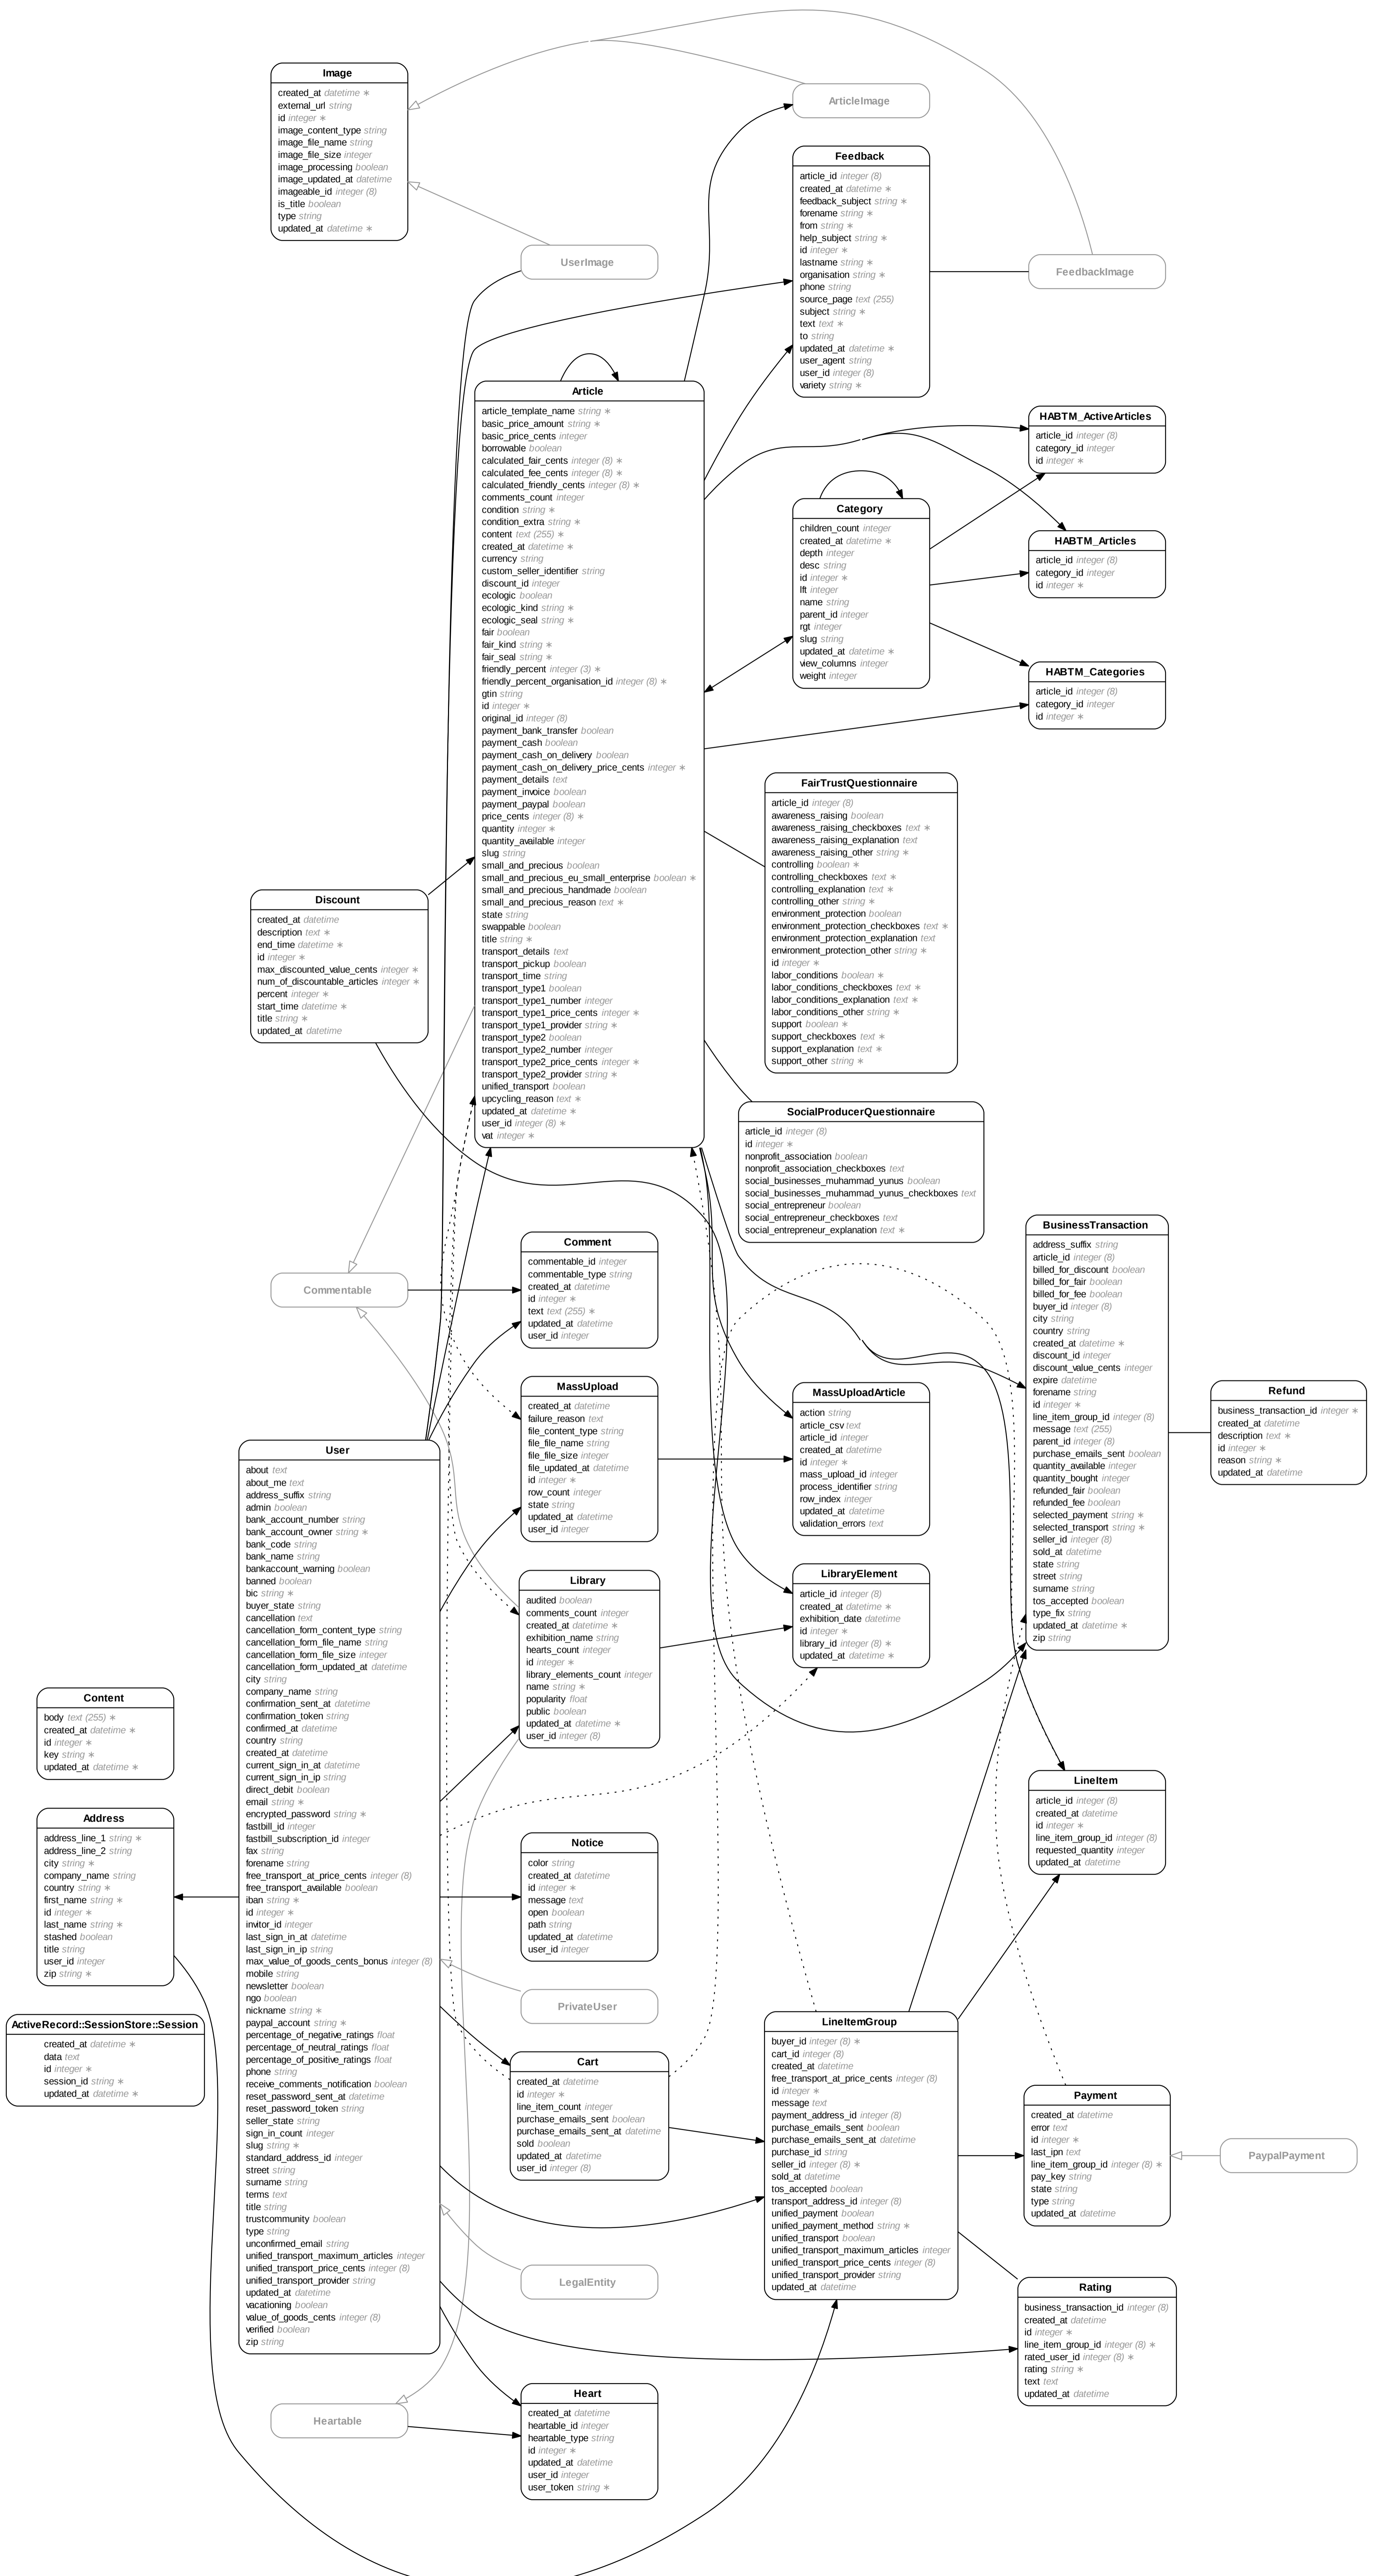 Image
created_at datetime ∗
external_url string
id integer ∗
image_content_type string
image_file_name string
image_file_size integer
image_processing boolean
image_updated_at datetime
imageable_id integer (8)
is_title boolean
type string
updated_at datetime ∗
ArticleImage
UserImage
FeedbackImage
Feedback
article_id integer (8)
created_at datetime ∗
feedback_subject string ∗
forename string ∗
from string ∗
help_subject string ∗
id integer ∗
lastname string ∗
organisation string ∗
phone string
source_page text (255)
subject string ∗
text text ∗
to string
updated_at datetime ∗
user_agent string
user_id integer (8)
variety string ∗
Article
article_template_name string ∗
basic_price_amount string ∗
basic_price_cents integer
borrowable boolean
calculated_fair_cents integer (8) ∗
calculated_fee_cents integer (8) ∗
calculated_friendly_cents integer (8) ∗
comments_count integer
condition string ∗
condition_extra string ∗
content text (255) ∗
created_at datetime ∗
currency string
custom_seller_identifier string
discount_id integer
ecologic boolean
ecologic_kind string ∗
ecologic_seal string ∗
fair boolean
fair_kind string ∗
fair_seal string ∗
friendly_percent integer (3) ∗
friendly_percent_organisation_id integer (8) ∗
gtin string
id integer ∗
original_id integer (8)
payment_bank_transfer boolean
payment_cash boolean
payment_cash_on_delivery boolean
payment_cash_on_delivery_price_cents integer ∗
payment_details text
payment_invoice boolean
payment_paypal boolean
price_cents integer (8) ∗
quantity integer ∗
quantity_available integer
slug string
small_and_precious boolean
small_and_precious_eu_small_enterprise boolean ∗
small_and_precious_handmade boolean
small_and_precious_reason text ∗
state string
swappable boolean
title string ∗
transport_details text
transport_pickup boolean
transport_time string
transport_type1 boolean
transport_type1_number integer
transport_type1_price_cents integer ∗
transport_type1_provider string ∗
transport_type2 boolean
transport_type2_number integer
transport_type2_price_cents integer ∗
transport_type2_provider string ∗
unified_transport boolean
upcycling_reason text ∗
updated_at datetime ∗
user_id integer (8) ∗
vat integer ∗
HABTM_ActiveArticles
article_id integer (8)
category_id integer
id integer ∗
Category
children_count integer
created_at datetime ∗
depth integer
desc string
id integer ∗
lft integer
name string
parent_id integer
rgt integer
slug string
updated_at datetime ∗
view_columns integer
weight integer
HABTM_Articles
article_id integer (8)
category_id integer
id integer ∗
HABTM_Categories
article_id integer (8)
category_id integer
id integer ∗
FairTrustQuestionnaire
article_id integer (8)
awareness_raising boolean
awareness_raising_checkboxes text ∗
awareness_raising_explanation text
awareness_raising_other string ∗
controlling boolean ∗
controlling_checkboxes text ∗
controlling_explanation text ∗
controlling_other string ∗
environment_protection boolean
environment_protection_checkboxes text ∗
environment_protection_explanation text
environment_protection_other string ∗
id integer ∗
labor_conditions boolean ∗
labor_conditions_checkboxes text ∗
labor_conditions_explanation text ∗
labor_conditions_other string ∗
support boolean ∗
support_checkboxes text ∗
support_explanation text ∗
support_other string ∗
Discount
created_at datetime
description text ∗
end_time datetime ∗
id integer ∗
max_discounted_value_cents integer ∗
num_of_discountable_articles integer ∗
percent integer ∗
start_time datetime ∗
title string ∗
updated_at datetime
SocialProducerQuestionnaire
article_id integer (8)
id integer ∗
nonprofit_association boolean
nonprofit_association_checkboxes text
social_businesses_muhammad_yunus boolean
social_businesses_muhammad_yunus_checkboxes text
social_entrepreneur boolean
social_entrepreneur_checkboxes text
social_entrepreneur_explanation text ∗
Commentable
Comment
commentable_id integer
commentable_type string
created_at datetime
id integer ∗
text text (255) ∗
updated_at datetime
user_id integer
BusinessTransaction
address_suffix string
article_id integer (8)
billed_for_discount boolean
billed_for_fair boolean
billed_for_fee boolean
buyer_id integer (8)
city string
country string
created_at datetime ∗
discount_id integer
discount_value_cents integer
expire datetime
forename string
id integer ∗
line_item_group_id integer (8)
message text (255)
parent_id integer (8)
purchase_emails_sent boolean
quantity_available integer
quantity_bought integer
refunded_fair boolean
refunded_fee boolean
selected_payment string ∗
selected_transport string ∗
seller_id integer (8)
sold_at datetime
state string
street string
surname string
tos_accepted boolean
type_fix string
updated_at datetime ∗
zip string
Refund
business_transaction_id integer ∗
created_at datetime
description text ∗
id integer ∗
reason string ∗
updated_at datetime
MassUpload
created_at datetime
failure_reason text
file_content_type string
file_file_name string
file_file_size integer
file_updated_at datetime
id integer ∗
row_count integer
state string
updated_at datetime
user_id integer
MassUploadArticle
action string
article_csv text
article_id integer
created_at datetime
id integer ∗
mass_upload_id integer
process_identifier string
row_index integer
updated_at datetime
validation_errors text
User
about text
about_me text
address_suffix string
admin boolean
bank_account_number string
bank_account_owner string ∗
bank_code string
bank_name string
bankaccount_warning boolean
banned boolean
bic string ∗
buyer_state string
cancellation text
cancellation_form_content_type string
cancellation_form_file_name string
cancellation_form_file_size integer
cancellation_form_updated_at datetime
city string
company_name string
confirmation_sent_at datetime
confirmation_token string
confirmed_at datetime
country string
created_at datetime
current_sign_in_at datetime
current_sign_in_ip string
direct_debit boolean
email string ∗
encrypted_password string ∗
fastbill_id integer
fastbill_subscription_id integer
fax string
forename string
free_transport_at_price_cents integer (8)
free_transport_available boolean
iban string ∗
id integer ∗
invitor_id integer
last_sign_in_at datetime
last_sign_in_ip string
max_value_of_goods_cents_bonus integer (8)
mobile string
newsletter boolean
ngo boolean
nickname string ∗
paypal_account string ∗
percentage_of_negative_ratings float
percentage_of_neutral_ratings float
percentage_of_positive_ratings float
phone string
receive_comments_notification boolean
reset_password_sent_at datetime
reset_password_token string
seller_state string
sign_in_count integer
slug string ∗
standard_address_id integer
street string
surname string
terms text
title string
trustcommunity boolean
type string
unconfirmed_email string
unified_transport_maximum_articles integer
unified_transport_price_cents integer (8)
unified_transport_provider string
updated_at datetime
vacationing boolean
value_of_goods_cents integer (8)
verified boolean
zip string
Library
audited boolean
comments_count integer
created_at datetime ∗
exhibition_name string
hearts_count integer
id integer ∗
library_elements_count integer
name string ∗
popularity float
public boolean
updated_at datetime ∗
user_id integer (8)
LibraryElement
article_id integer (8)
created_at datetime ∗
exhibition_date datetime
id integer ∗
library_id integer (8) ∗
updated_at datetime ∗
Content
body text (255) ∗
created_at datetime ∗
id integer ∗
key string ∗
updated_at datetime ∗
Address
address_line_1 string ∗
address_line_2 string
city string ∗
company_name string
country string ∗
first_name string ∗
id integer ∗
last_name string ∗
stashed boolean
title string
user_id integer
zip string ∗
ActiveRecord::SessionStore::Session
created_at datetime ∗
data text
id integer ∗
session_id string ∗
updated_at datetime ∗
LineItem
article_id integer (8)
created_at datetime
id integer ∗
line_item_group_id integer (8)
requested_quantity integer
updated_at datetime
Notice
color string
created_at datetime
id integer ∗
message text
open boolean
path string
updated_at datetime
user_id integer
PrivateUser
Cart
created_at datetime
id integer ∗
line_item_count integer
purchase_emails_sent boolean
purchase_emails_sent_at datetime
sold boolean
updated_at datetime
user_id integer (8)
LineItemGroup
buyer_id integer (8) ∗
cart_id integer (8)
created_at datetime
free_transport_at_price_cents integer (8)
id integer ∗
message text
payment_address_id integer (8)
purchase_emails_sent boolean
purchase_emails_sent_at datetime
purchase_id string
seller_id integer (8) ∗
sold_at datetime
tos_accepted boolean
transport_address_id integer (8)
unified_payment boolean
unified_payment_method string ∗
unified_transport boolean
unified_transport_maximum_articles integer
unified_transport_price_cents integer (8)
unified_transport_provider string
updated_at datetime
Payment
created_at datetime
error text
id integer ∗
last_ipn text
line_item_group_id integer (8) ∗
pay_key string
state string
type string
updated_at datetime
PaypalPayment
LegalEntity
Rating
business_transaction_id integer (8)
created_at datetime
id integer ∗
line_item_group_id integer (8) ∗
rated_user_id integer (8) ∗
rating string ∗
text text
updated_at datetime
Heartable
Heart
created_at datetime
heartable_id integer
heartable_type string
id integer ∗
updated_at datetime
user_id integer
user_token string ∗